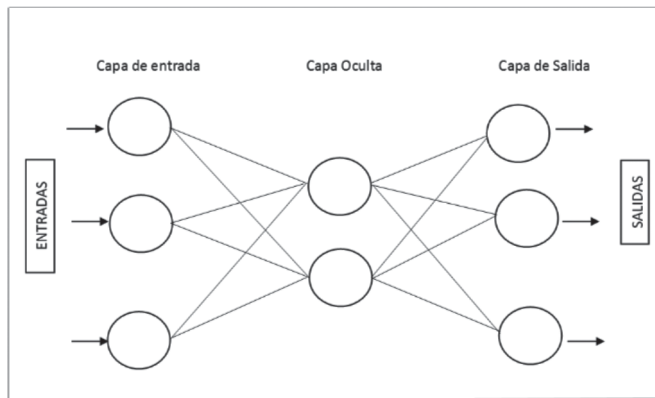 Capa de entrada
Capa Oculta
Capa de Salida
ENTRADAS
SALIDAS